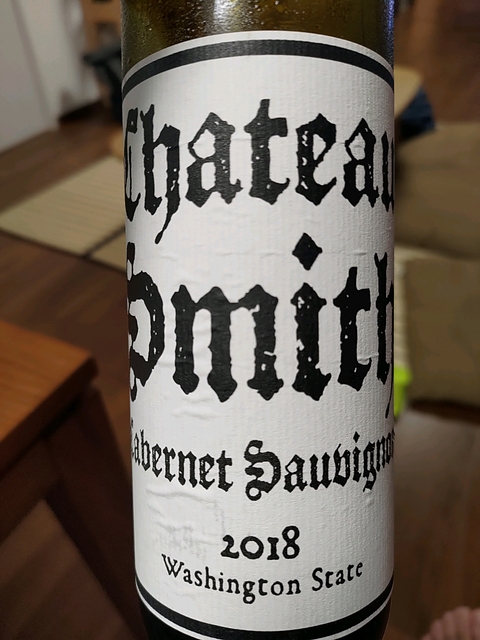 Chateau
Smith
Cabernet Sauvignon
2018
Washington State